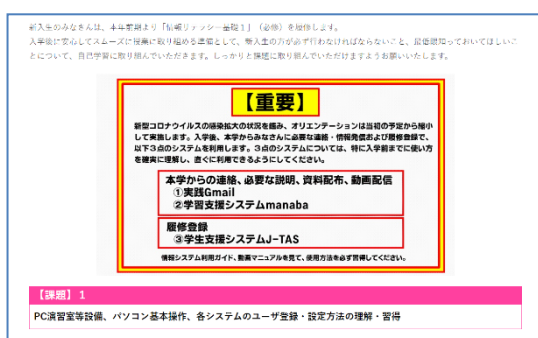 新入生のみなさんは、本年前期より「情報リテラシー基礎1」（必修）を履修します。
入学後に安心してスムーズに授業に取り組める準備として、新入生の方が必ず行わなければならないこと、最低限知っておいてほしいこ
とについて、自己学習に取り組んでいただきます。しっかりと課題に取り組んでいただけますようお願いいたします。
【重要】
新型コロナウイルスの感染拡大の状況を鑑み、オリエンテーションは当初の予定から縮小
して実施します。入学後、本学からみなさんに必要な連絡・情報発信および履修登録で、
以下3点のシステムを利用します。3点のシステムについては、特に入学前までに使い方
を確実に理解し、直ぐに利用できるようにしてください。
本学からの連絡、必要な説明、資料配布、動画配信
①実践Gmail
②学習支援システムmanaba
履修登録
③学生支援システムJ-TAS
情報システム利用ガイド、動画マニュアルを見て、使用方法を必ず習得してください。
【課題】1
PC演習室等設備、パソコン基本操作、各システムのユーザ登録・設定方法の理解・習得